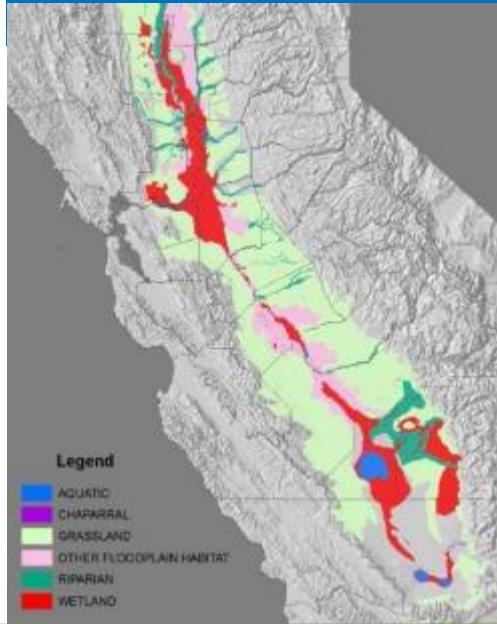 Legend
AQUATIC
CHAPARRAL
GRASSLAND
OTHER FLOODPLAIN HABITAT
RIPARIAN
WETLAND